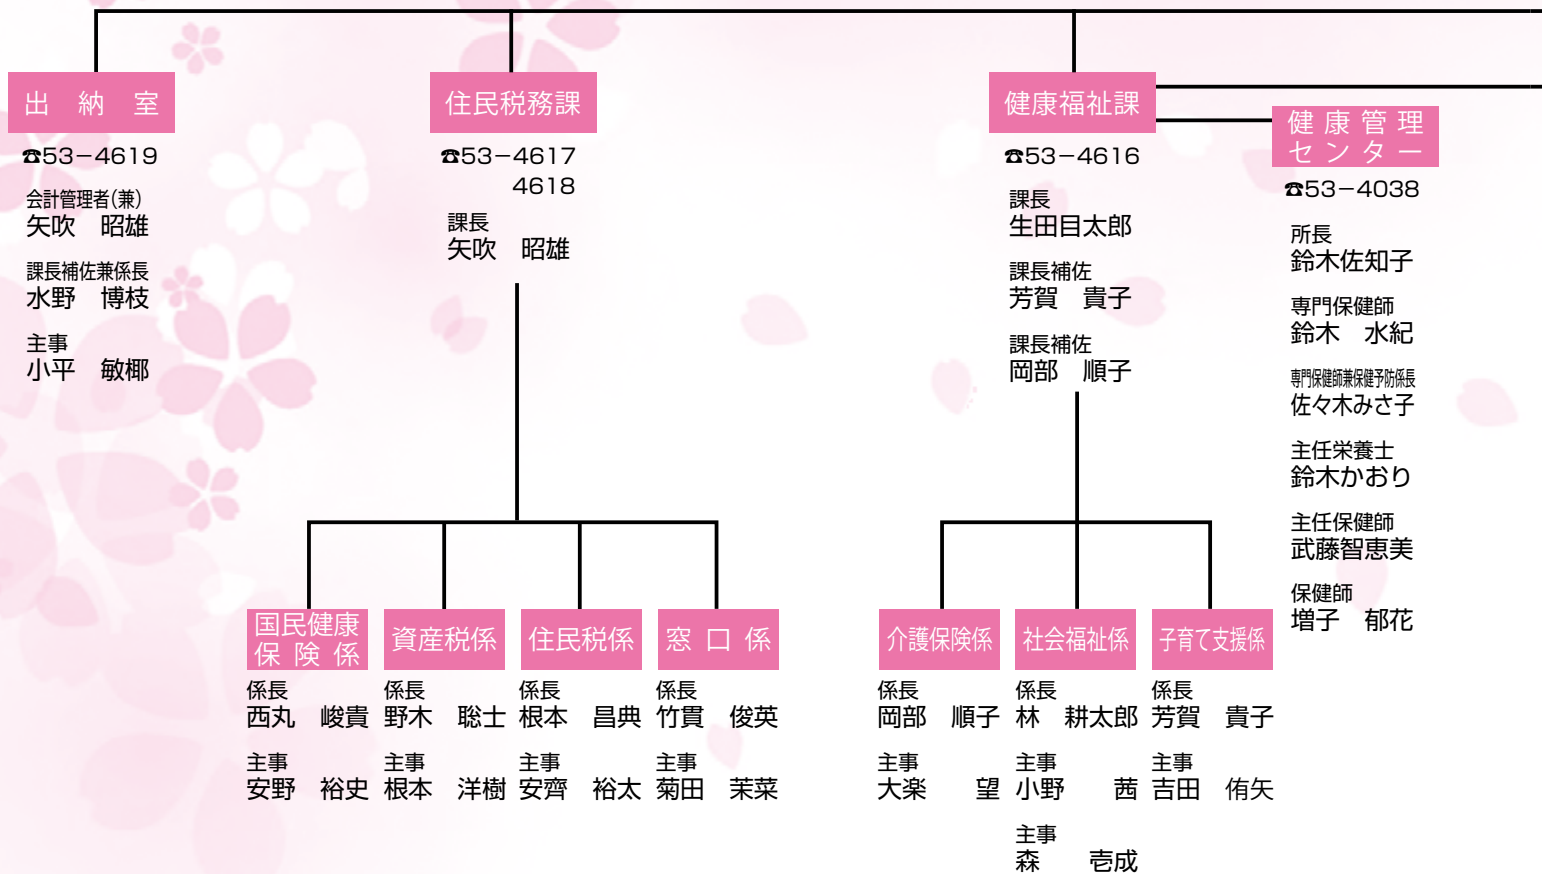 出納室
☎53−4619
会計管理者(兼)
矢吹　昭雄
課長補佐兼係長
水野　博枝
主事
小平　敏椰
住民税務課
☎53−4617
4618
課長
矢吹　昭雄
国民健康
保険係
係長
西丸　峻貴
主事
安野　裕史
資産税係
係長
野木　聡士
主事
根本　洋樹
住民税係
係長
根本　昌典
主事
安齊　裕太
窓口係
係長
竹貫　俊英
主事
菊田　茉菜
健康福祉課
☎53−4616
課長
生田目太郎
課長補佐
芳賀　貴子
課長補佐
岡部　順子
介護保険係
係長
岡部　順子
主事
大楽　望
社会福祉係
係長
林　耕太郎
主事
小野　茜
主事
森　壱成
子育て支援係
係長
芳賀　貴子
主事
吉田　侑矢
健康管理
センター
☎53−4038
所長
鈴木佐知子
専門保健師
鈴木　水紀
専門保健師兼保健予防係長
佐々木みさ子
主任栄養士
鈴木かおり
主任保健師
武藤智恵美
保健師
増子　郁花